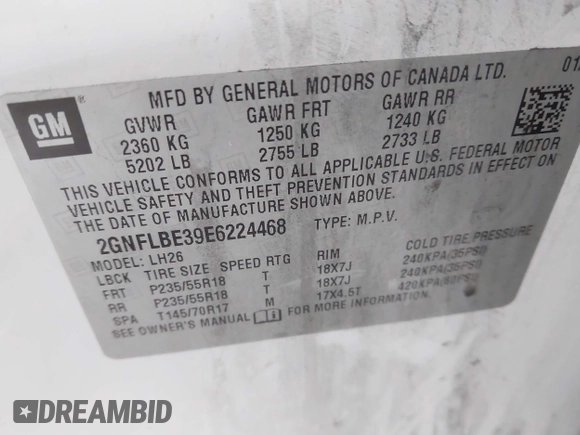 MFD BY GENERAL MOTORS OF CANADA LTD. 01
GM
GVWR GAWR FRT GAWR RR
2360 KG 1250 KG 1240 KG
5202 LB 2755 LB 2733 LB
THIS VEHICLE CONFORMS TO ALL APPLICABLE U.S. FEDERAL MOTOR
VEHICLE SAFETY AND THEFT PREVENTION STANDARDS IN EFFECT ON
THE DATE OF MANUFACTURE SHOWN ABOVE.
2GNFLBE39E6224468 TYPE: M.P.V.
MODEL: LH26
LBCK TIRE SIZE SPEED RTG RIM
FRT P235/55R18 T 18X7J 240KPA(35PSI)
RR P235/55R18 T 18X7J 240KPA(35PSI)
SPA T145/70R17 M 17X4.5T 420KPA(60PSI)
SEE OWNER'S MANUAL FOR MORE INFORMATION.
DREAMBID